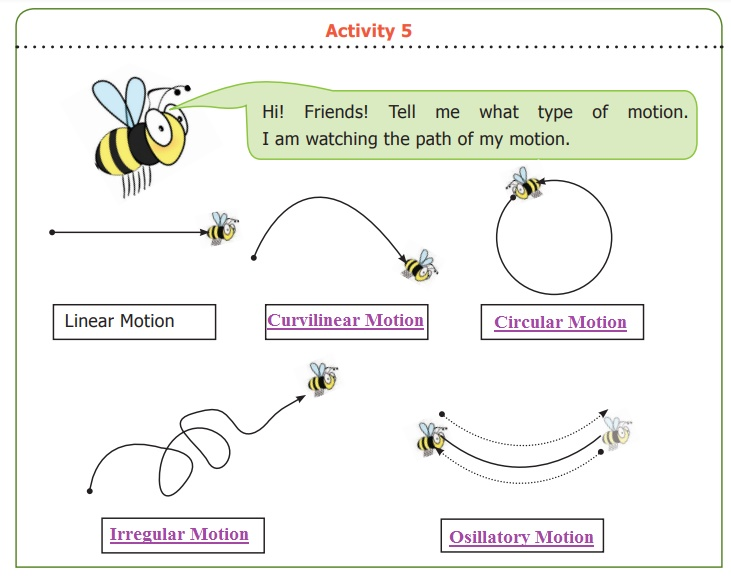 Activity 5
Hi! Friends! Tell me what type of motion.
I am watching the path of my motion.
Linear Motion
Curvilinear Motion
Circular Motion
Irregular Motion
Osillatory Motion